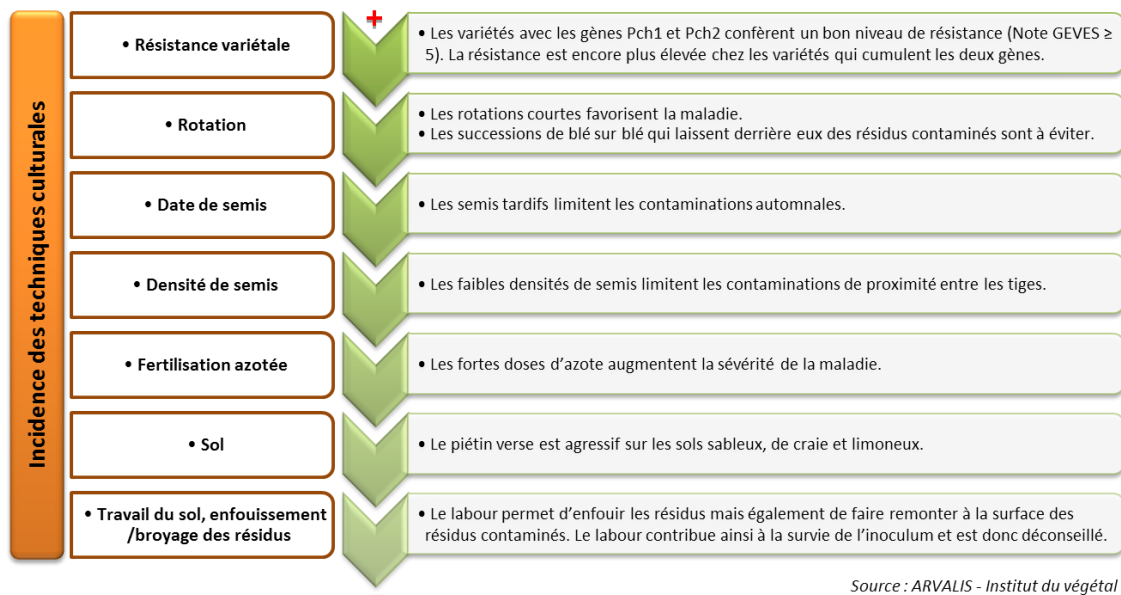 Incidence des techniques culturales
+
• Résistance variétale
• Les variétés avec les gènes Pch1 et Pch2 confèrent un bon niveau de résistance (Note GEVES ≥
5). La résistance est encore plus élevée chez les variétés qui cumulent les deux gènes.
• Rotation
• Les rotations courtes favorisent la maladie.
• Les successions de blé sur blé qui laissent derrière eux des résidus contaminés sont à éviter.
• Date de semis
• Les semis tardifs limitent les contaminations automnales.
• Densité de semis
• Les faibles densités de semis limitent les contaminations de proximité entre les tiges.
• Fertilisation azotée
• Les fortes doses d’azote augmentent la sévérité de la maladie.
• Sol
• Le piétin verse est agressif sur les sols sableux, de craie et limoneux.
• Travail du sol, enfouissement
/broyage des résidus
• Le labour permet d’enfouir les résidus mais également de faire remonter à la surface des
résidus contaminés. Le labour contribue ainsi à la survie de l’inoculum et est donc déconseillé.
Source : ARVALIS - Institut du végétal